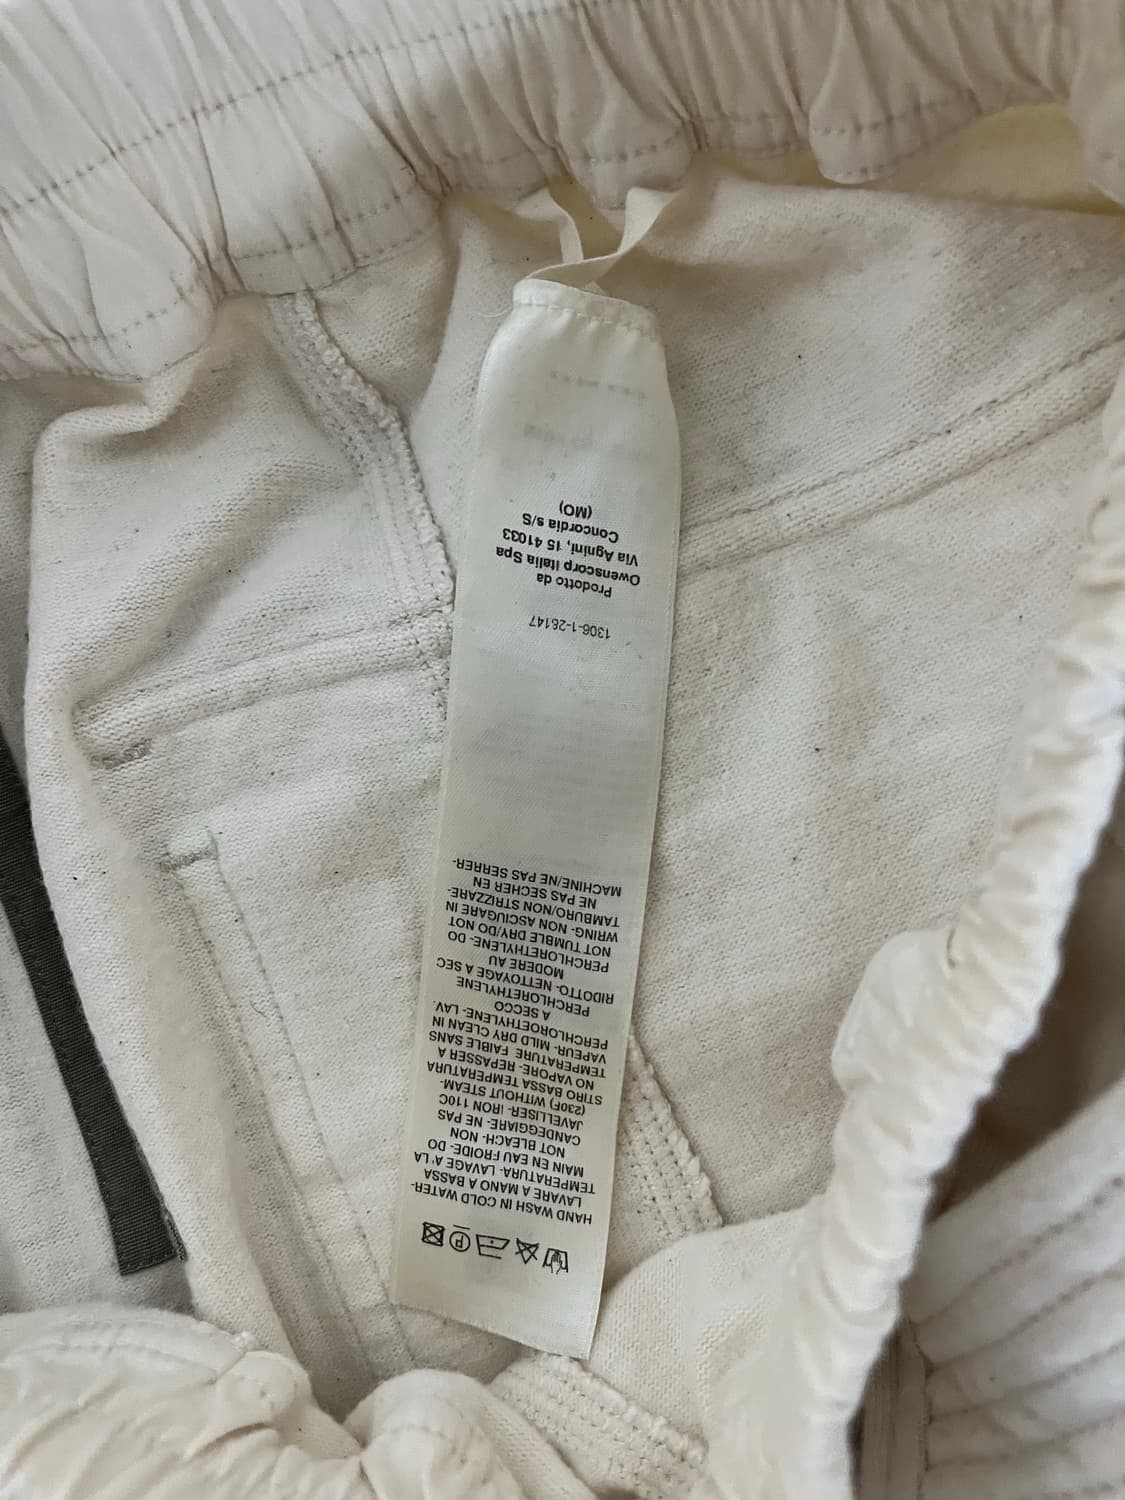 HAND WASH IN COLD WATER-
LAVARE A MANO A BASSA
TEMPERATURA- LAVAGE A' LA
MAIN EN EAU FROIDE- DO
NOT BLEACH- NON
CANDEGGIARE- NE PAS
JAVELLISER- IRON 110C
(230F) WITHOUT STEAM-
STIRO BASSA TEMPERATURA
NO VAPORE- REPASSER A
TEMPERATURE FAIBLE SANS
VAPEUR- MILD DRY CLEAN IN
PERCHLOROETHYLENE- LAV.
A SECCO
PERCHLORETHYLENE
RIDOTTO- NETTOYAGE A SEC
MODERE AU
PERCHLORETHYLENE- DO
NOT TUMBLE DRY/DO NOT
WRING- NON ASCIUGARE IN
TAMBURO/NON STRIZZARE-
NE PAS SECHER EN
MACHINE/NE PAS SERRER-
1306-1-28147
Prodotto da
Owenscorp Italia Spa
Via Agnini, 15 41033
Concordia s/S
(MO)